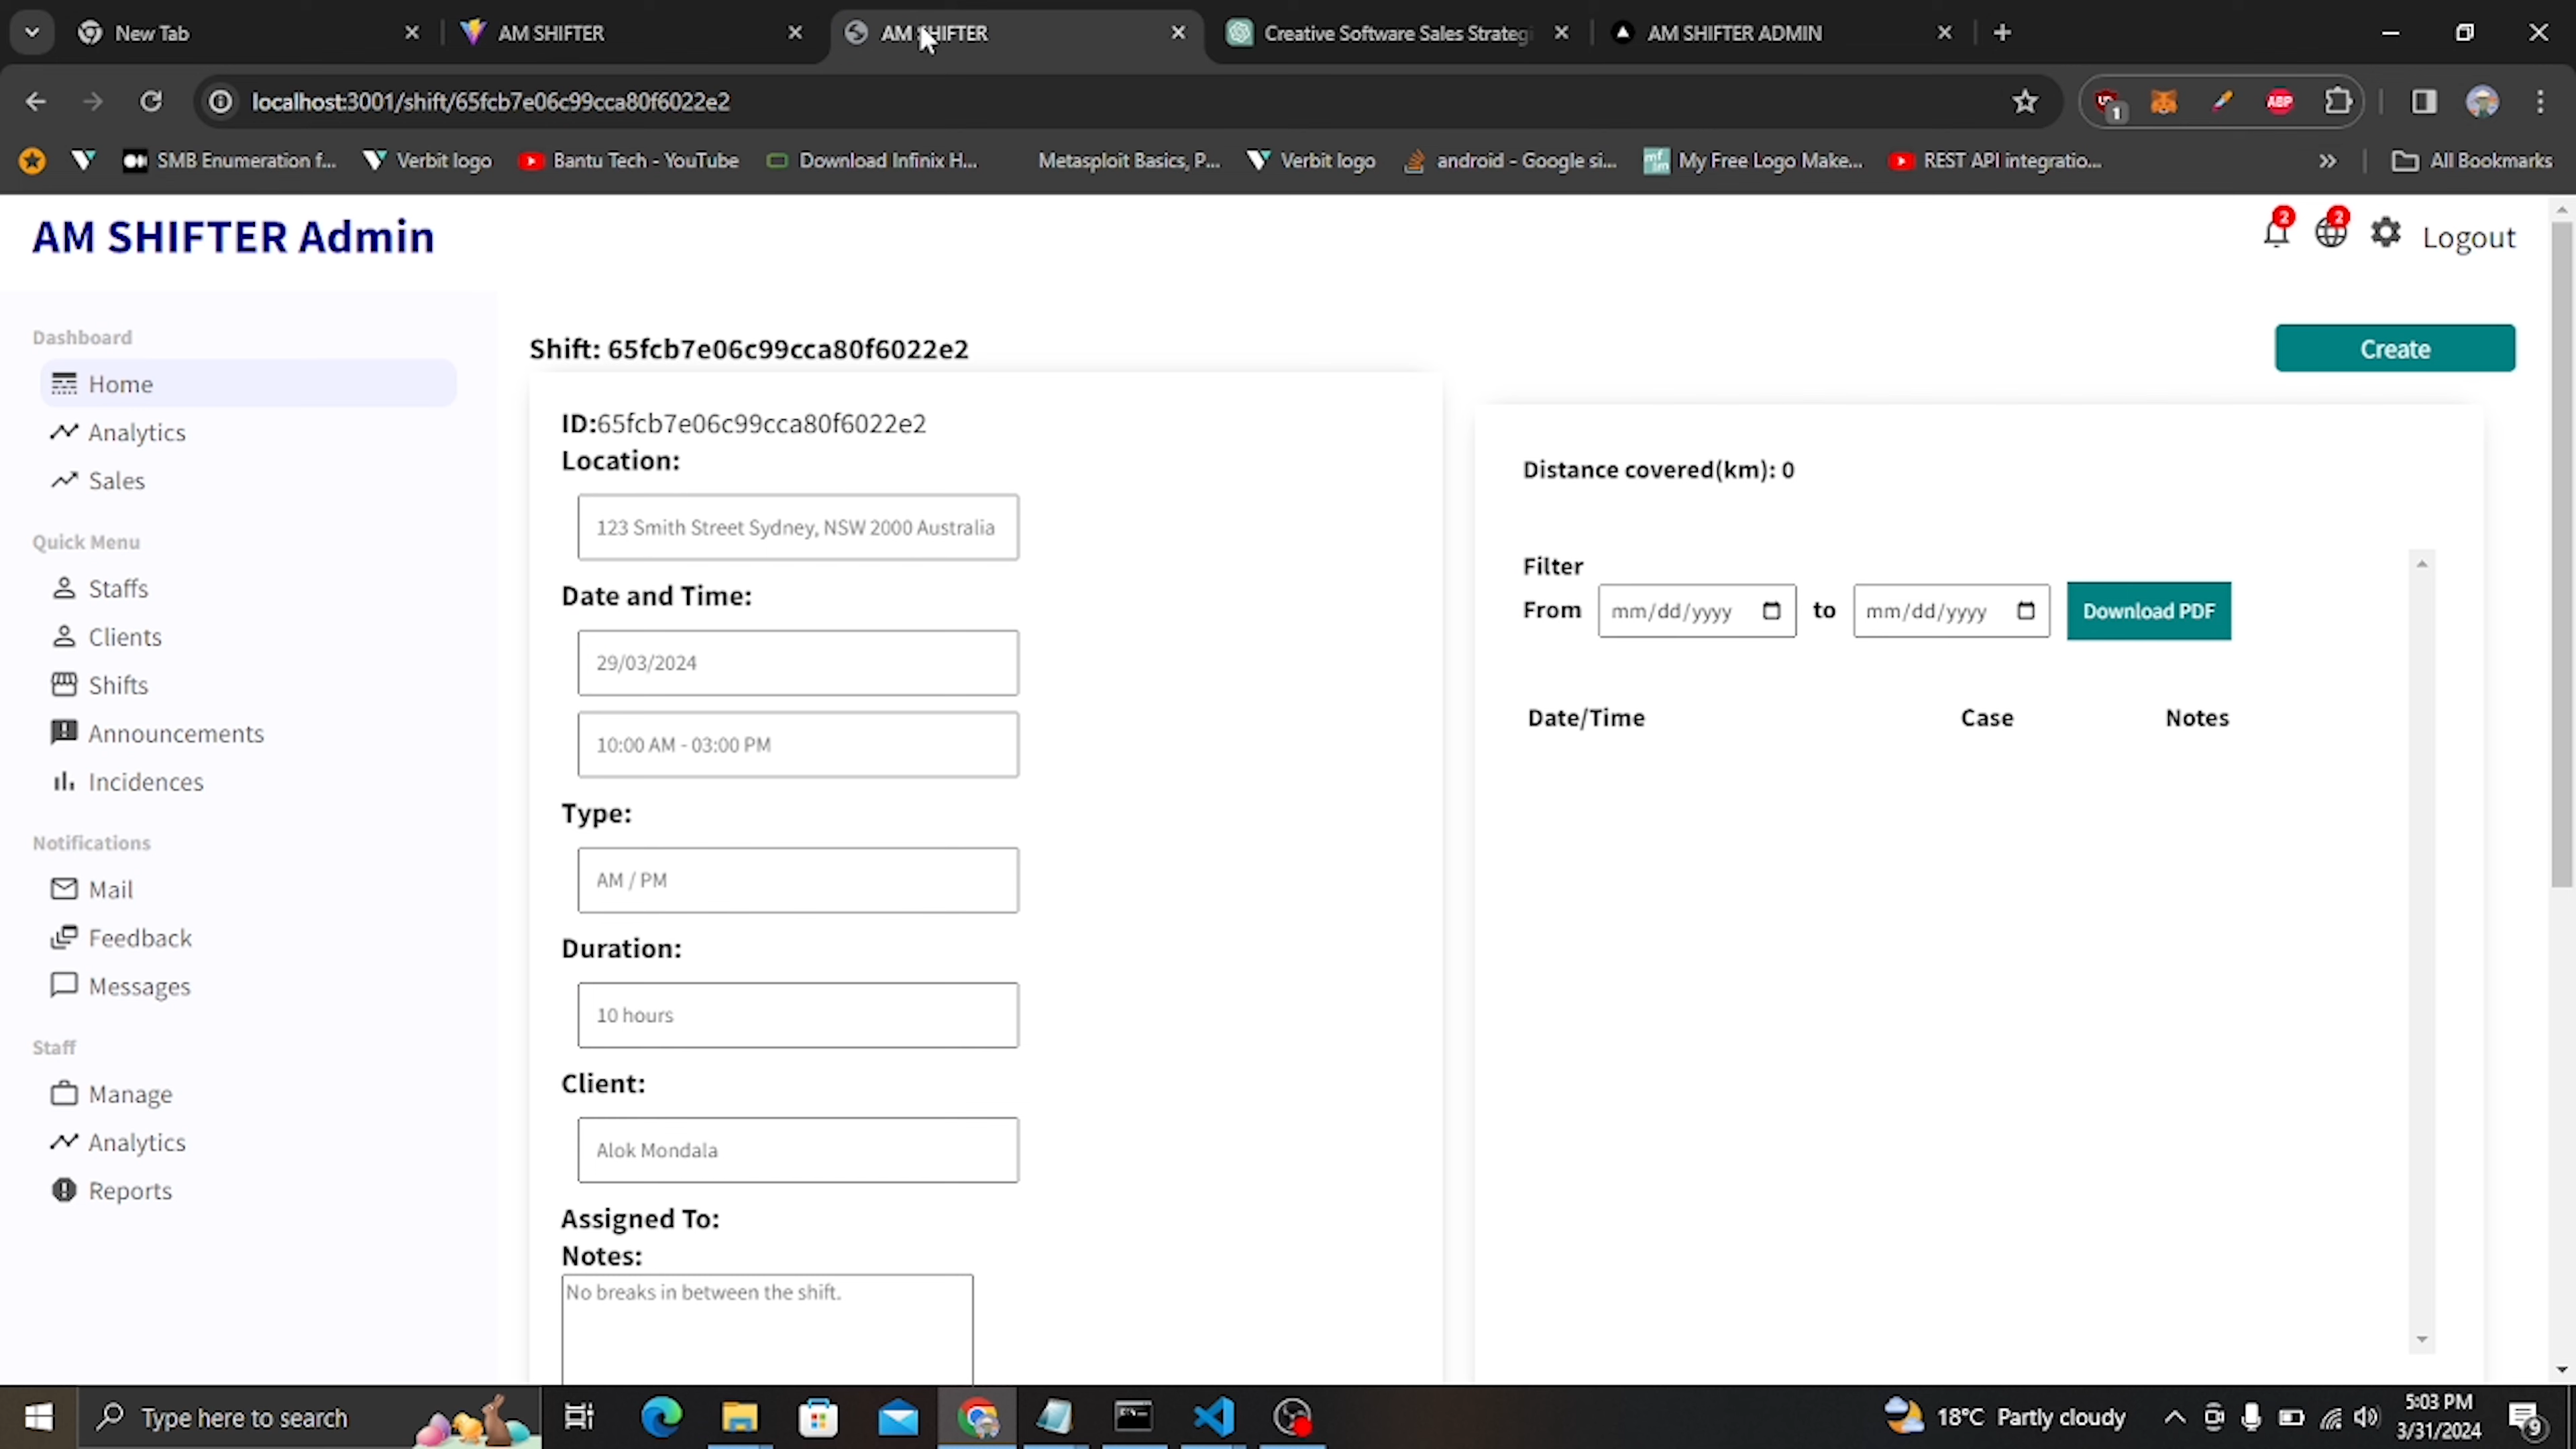 New Tab
AM SHIFTER
AM SHIFTER
Creative Software Sales Strategi
AM SHIFTER ADMIN
localhost:3001/shift/65fcb7e06c99cca80f6022e2
1
ABP
SMB Enumeration f...
Verbit logo
Bantu Tech - YouTube
Download Infinix H...
Metasploit Basics, P...
Verbit logo
android - Google si...
My Free Logo Make...
REST API integratio...
All Bookmarks
AM SHIFTER Admin
2
2
Logout
Dashboard
Home
Analytics
Sales
Quick Menu
Staffs
Clients
Shifts
Announcements
Incidences
Notifications
Mail
Feedback
Messages
Staff
Manage
Analytics
Reports
Shift: 65fcb7e06c99cca80f6022e2
Create
ID:65fcb7e06c99cca80f6022e2
Location:
123 Smith Street Sydney, NSW 2000 Australia
Date and Time:
29/03/2024
10:00 AM - 03:00 PM
Type:
AM / PM
Duration:
10 hours
Client:
Alok Mondala
Assigned To:
Notes:
No breaks in between the shift.
Distance covered(km): 0
Filter
From mm/dd/yyyy to mm/dd/yyyy Download PDF
Date/Time Case Notes
Type here to search
18°C Partly cloudy
5:03 PM
3/31/2024
9